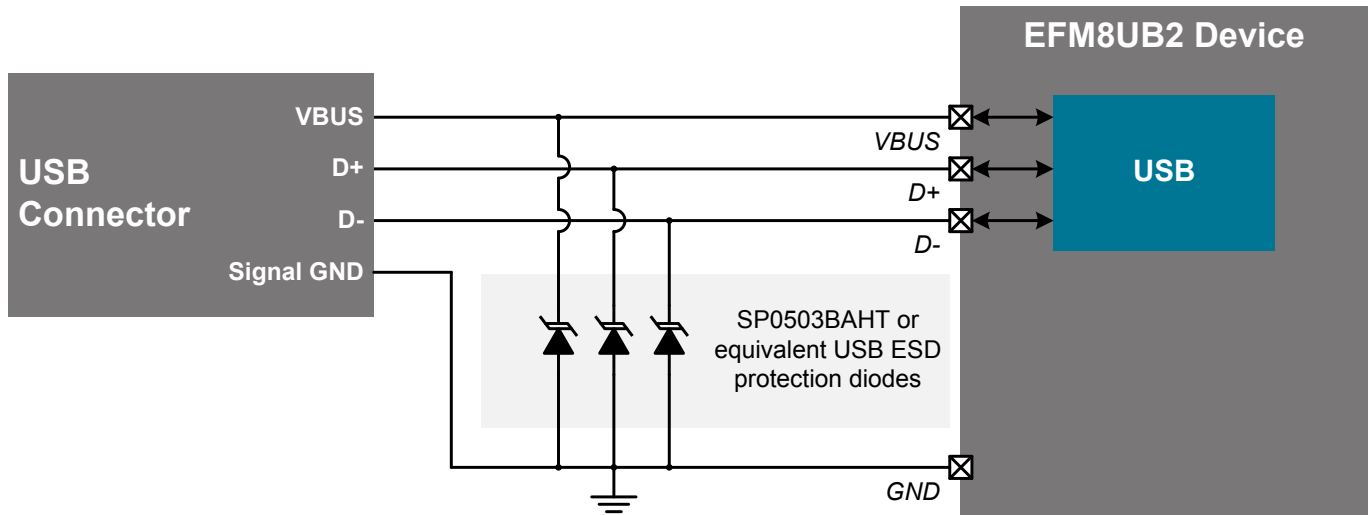 EFM8UB2 Device
VBUS
D+
D-
Signal GND
USB
Connector
VBUS
D+
D-
USB
SP0503BAHT or
equivalent USB ESD
protection diodes
GND